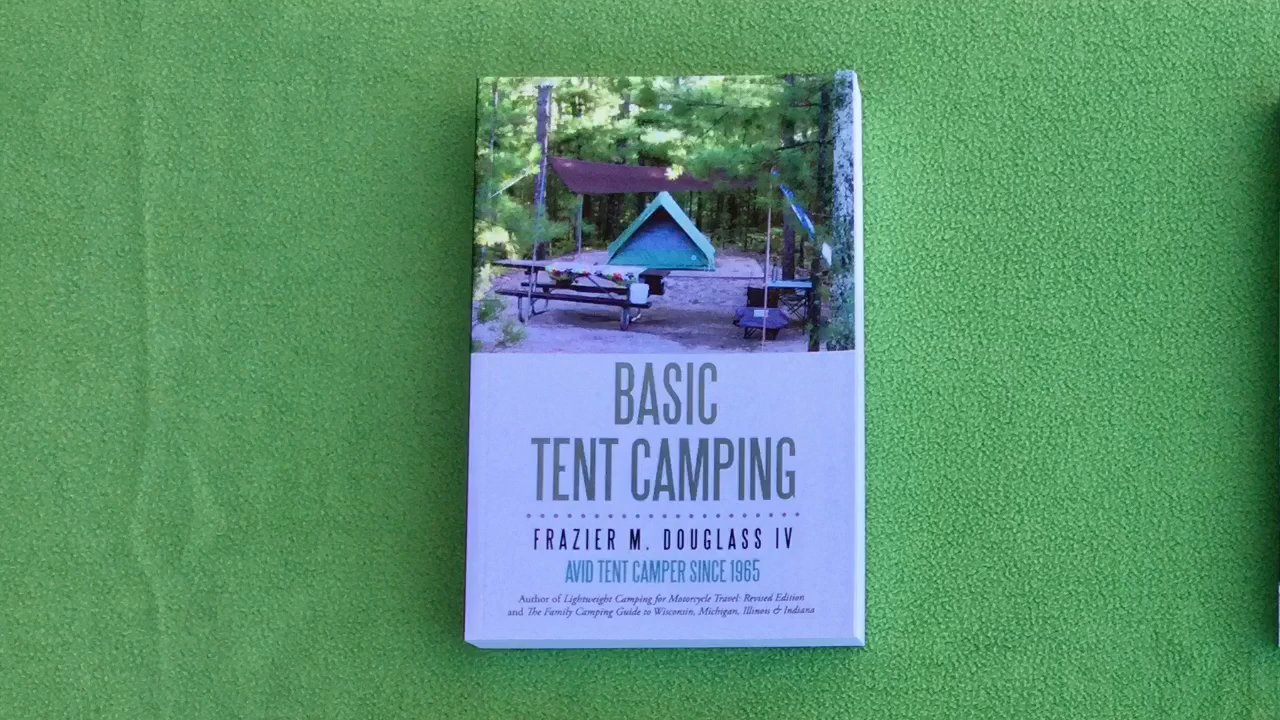 BASIC
TENT CAMPING
FRAZIER M. DOUGLASS IV
AVID TENT CAMPER SINCE 1965
Author of Lightweight Camping for Motorcycle Travel: Revised Edition
and The Family Camping Guide to Wisconsin, Michigan, Illinois & Indiana